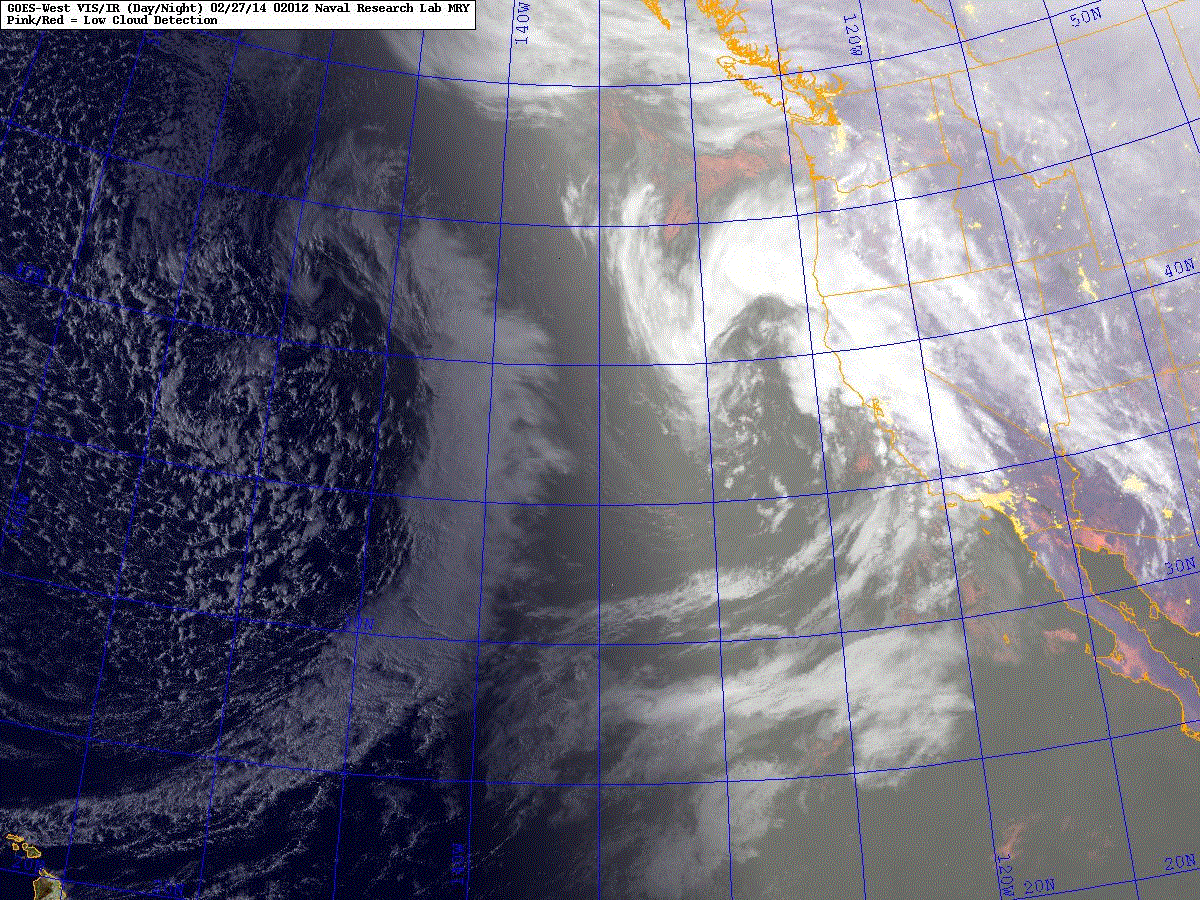 GOES-West VIS/IR (Day/Night) 02/27/14 0201Z Naval Research Lab MRY
Pink/Red = Low Cloud Detection
140W
120W
50N
40N
30N
20N
120W
20N